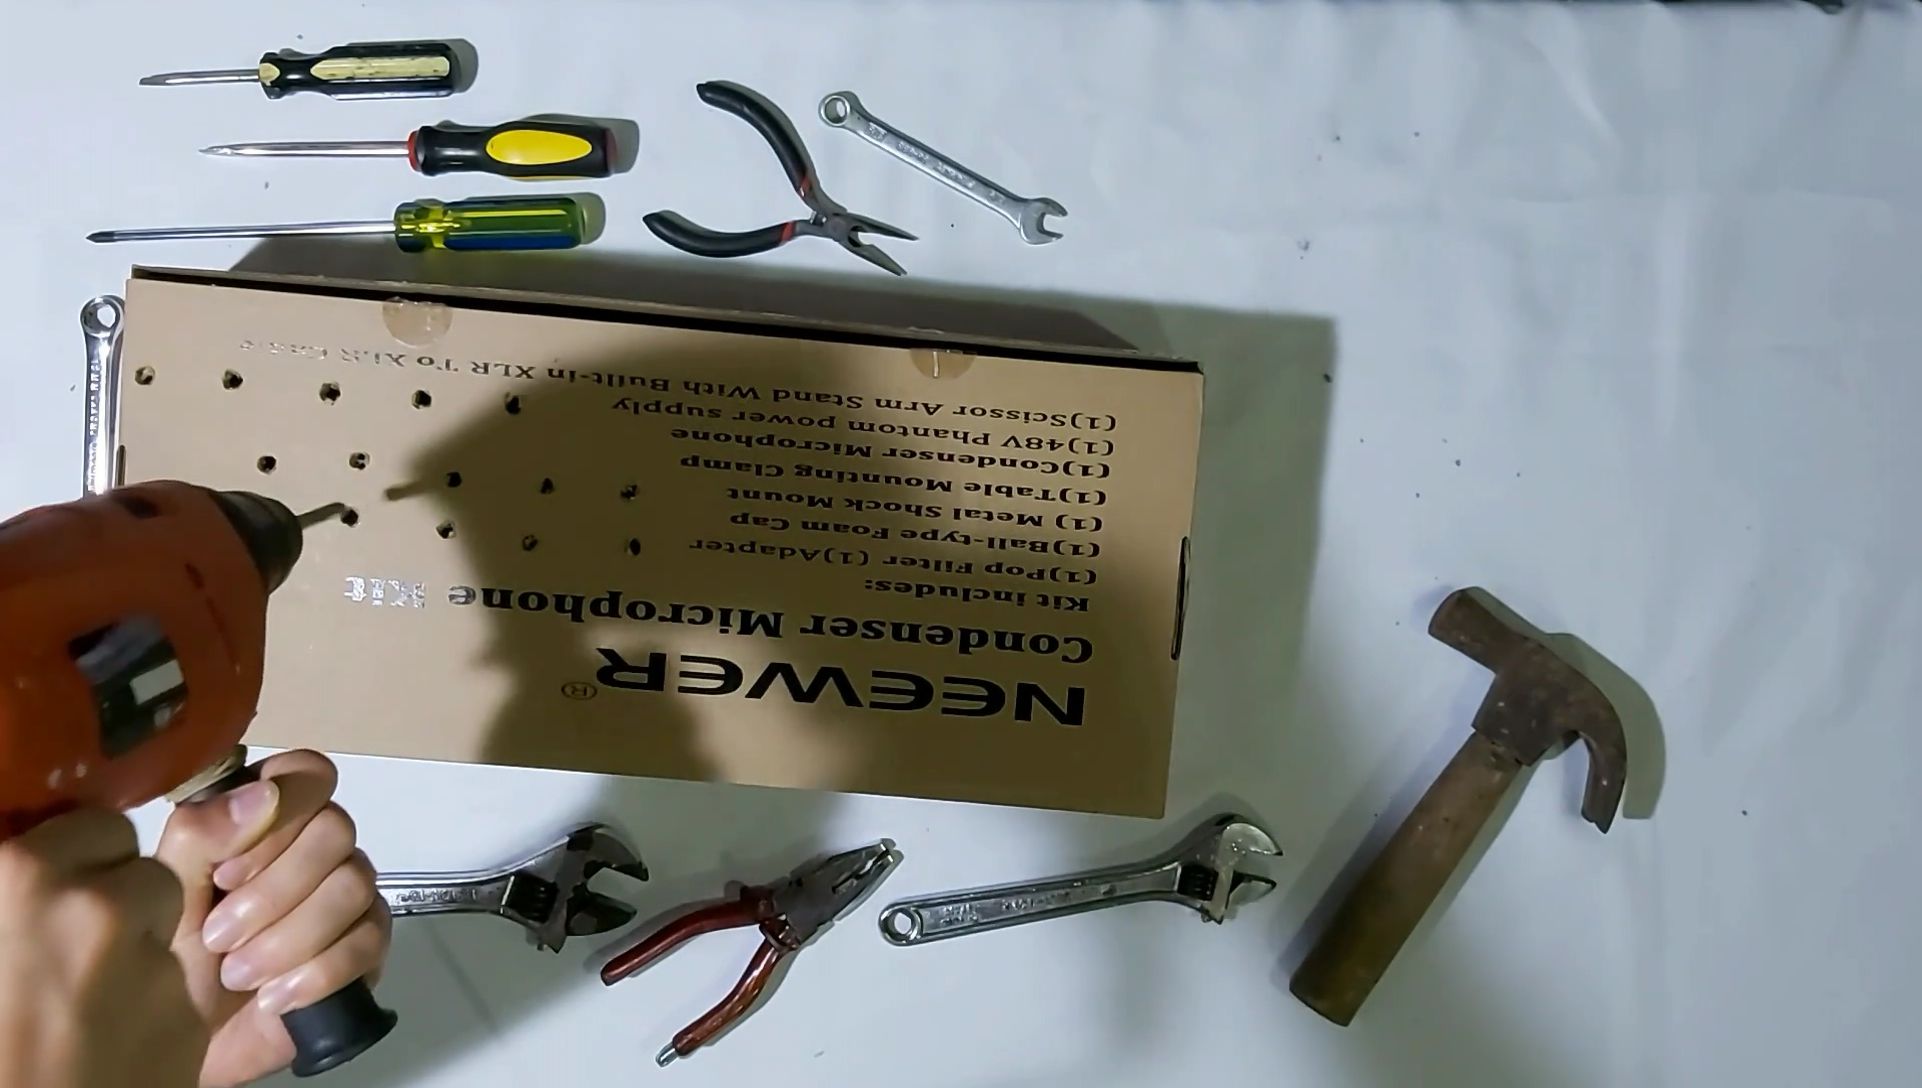 NEEWER®
Condenser Microphone Kit
Kit includes:
(1)Pop Filter (1)Adapter
(1)Ball-type Foam Cap
(1) Metal Shock Mount
(1)Table Mounting Clamp
(1)Condenser Microphone
(1)48V Phantom power supply
(1)Scissor Arm Stand With Built-in XLR To XLR Cable